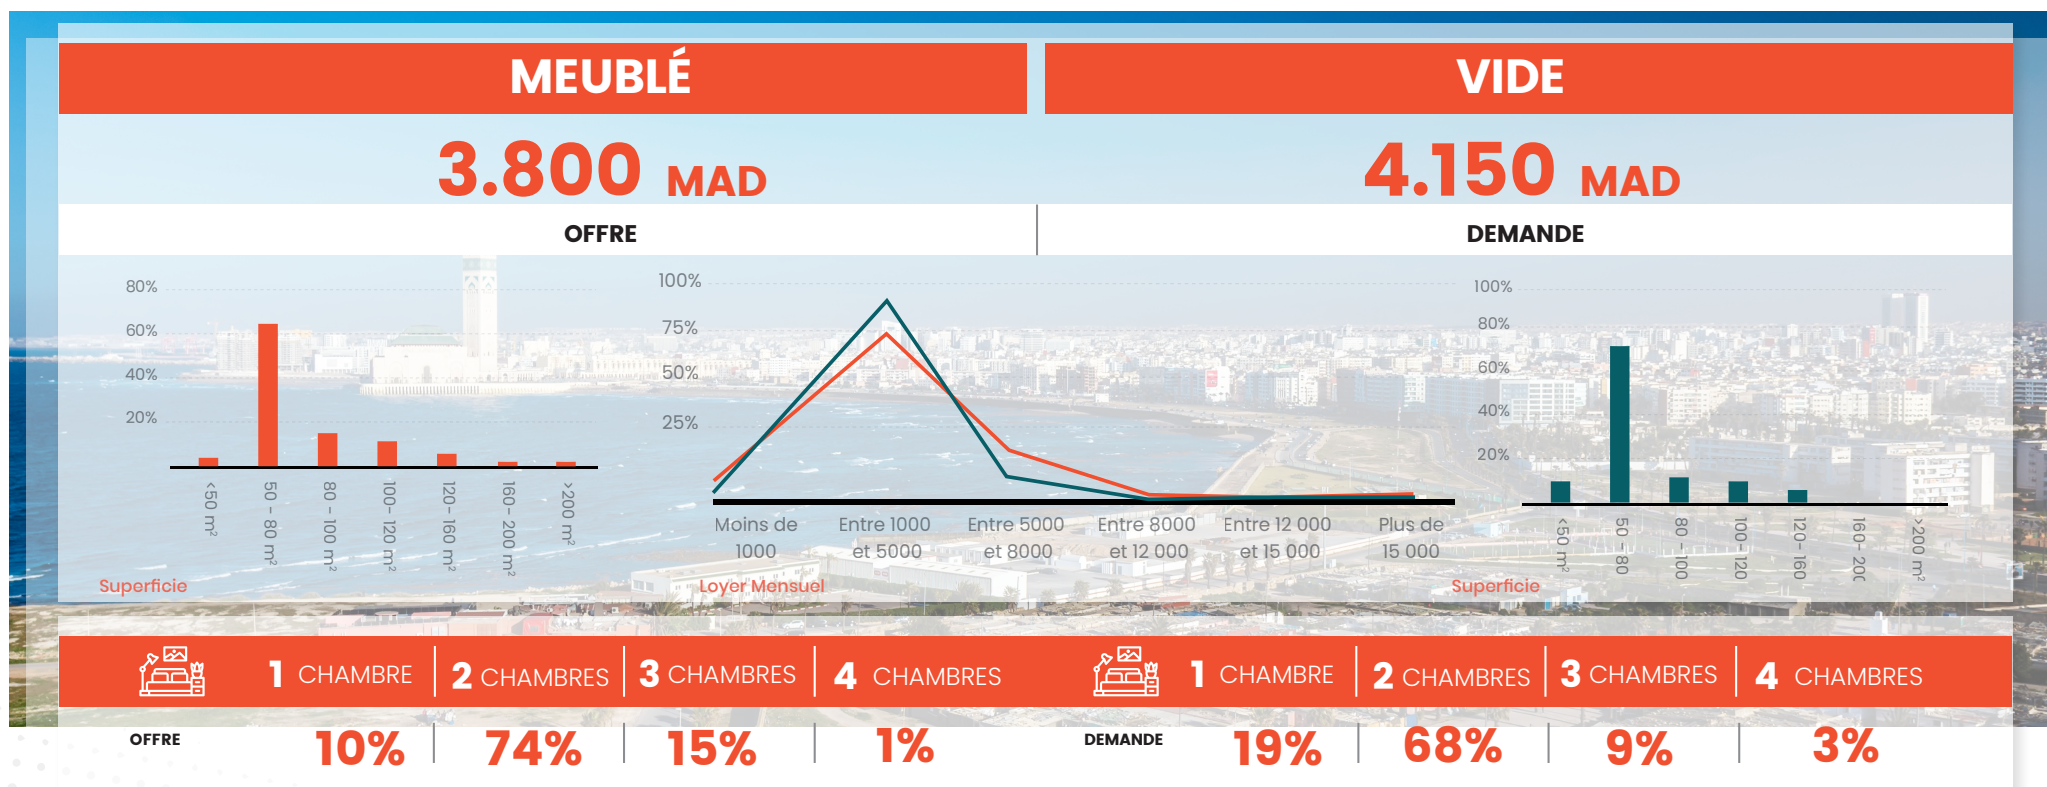 MEUBLÉ
VIDE
3.800 MAD
4.150 MAD
OFFRE
DEMANDE
80%
60%
40%
20%
<50 m²
50 - 80 m²
80 - 100 m²
100- 120 m²
120- 160 m²
160- 200 m²
>200 m²
Superficie
100%
75%
50%
25%
Moins de
1000
Entre 1000
et 5000
Entre 5000
et 8000
Entre 8000
et 12 000
Entre 12 000
et 15 000
Plus de
15 000
Loyer Mensuel
100%
80%
60%
40%
20%
<50 m²
50 - 80
80 - 100
100- 120
120- 160
160- 200
>200 m²
Superficie
1 CHAMBRE
2 CHAMBRES
3 CHAMBRES
4 CHAMBRES
1 CHAMBRE
2 CHAMBRES
3 CHAMBRES
4 CHAMBRES
OFFRE
10%
74%
15%
1%
DEMANDE
19%
68%
9%
3%